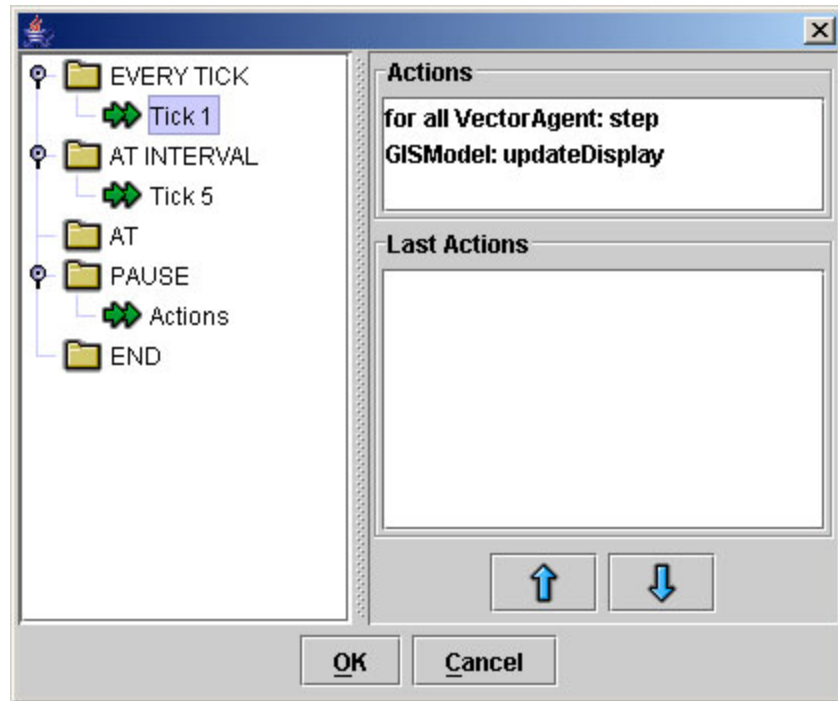 EVERY TICK
Tick 1
AT INTERVAL
Tick 5
AT
PAUSE
Actions
END
Actions
for all VectorAgent: step
GISModel: updateDisplay
Last Actions
OK
Cancel